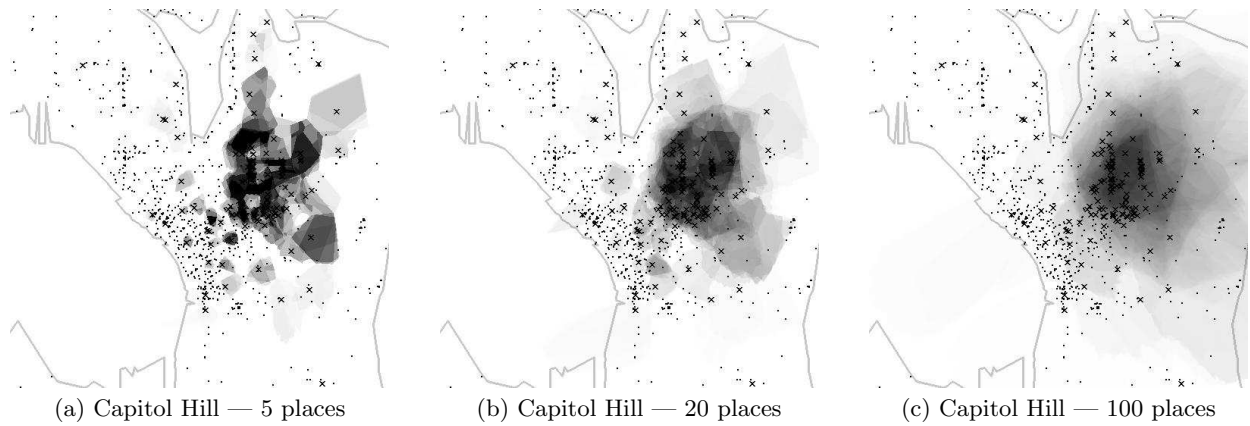 (a) Capitol Hill — 5 places
(b) Capitol Hill — 20 places
(c) Capitol Hill — 100 places